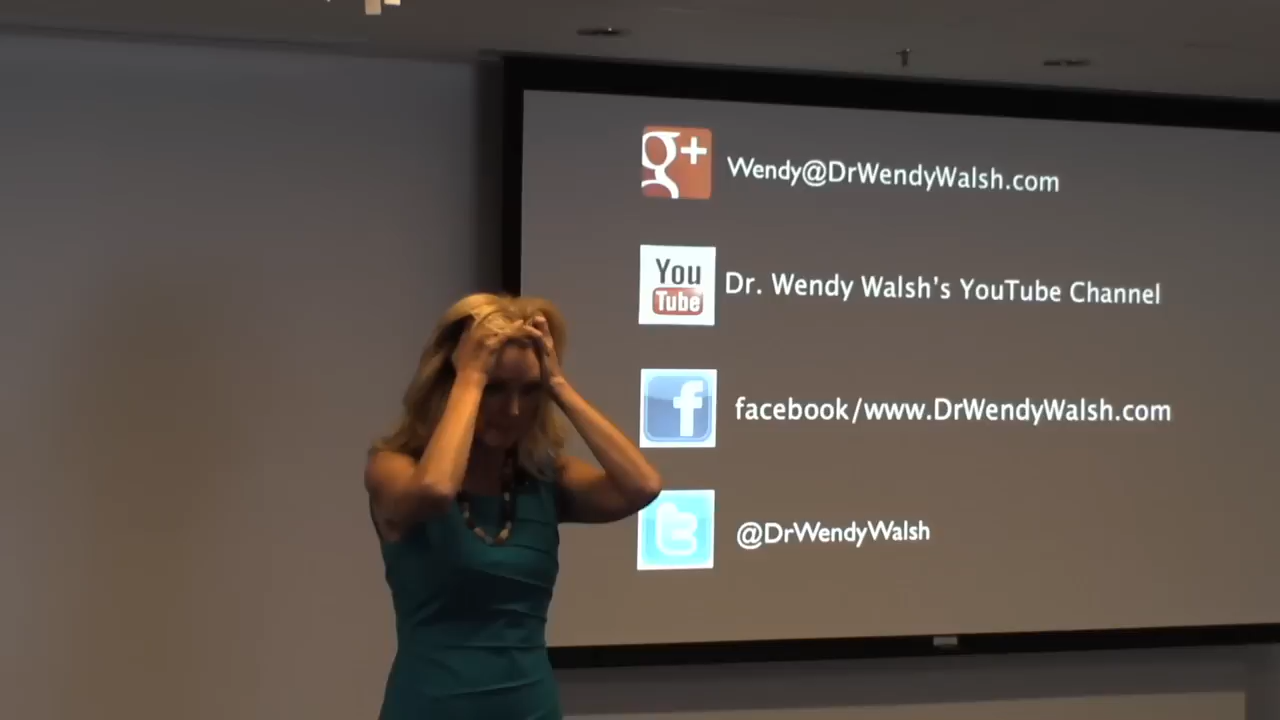 g+ Wendy@DrWendyWalsh.com
You
Tube
Dr. Wendy Walsh's YouTube Channel
f facebook/www.DrWendyWalsh.com
t @DrWendyWalsh